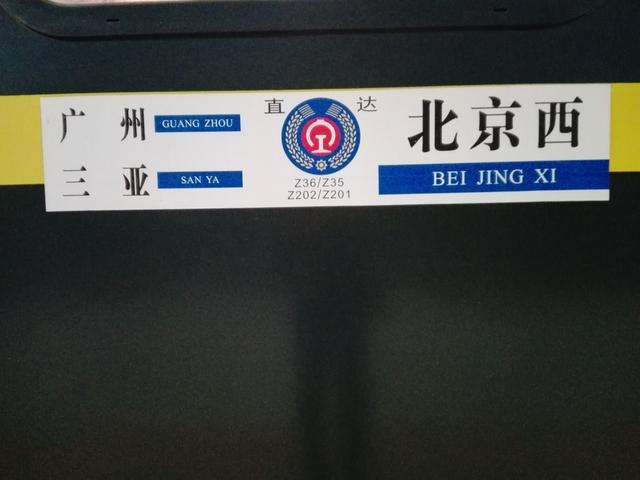 广州 GUANG ZHOU
三亚 SAN YA
直达
Z36/Z35
Z202/Z201
北京西
BEI JING XI